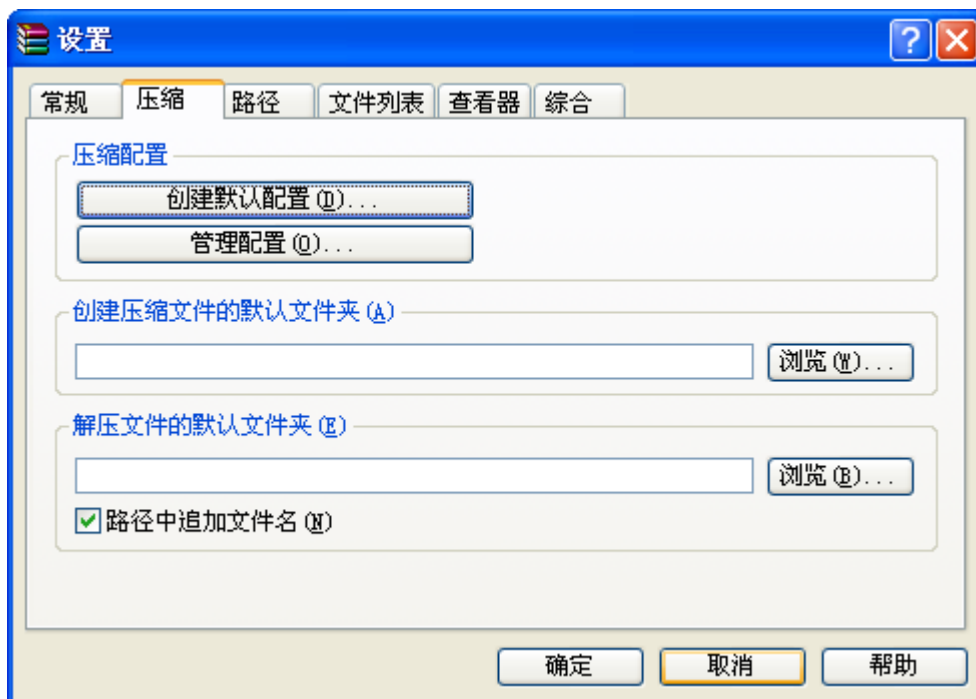 设置
常规 压缩 路径 文件列表 查看器 综合
压缩配置
创建默认配置(D)...
管理配置(O)...
创建压缩文件的默认文件夹(A)
浏览(W)...
解压文件的默认文件夹(E)
浏览(B)...
路径中追加文件名(N)
确定 取消 帮助